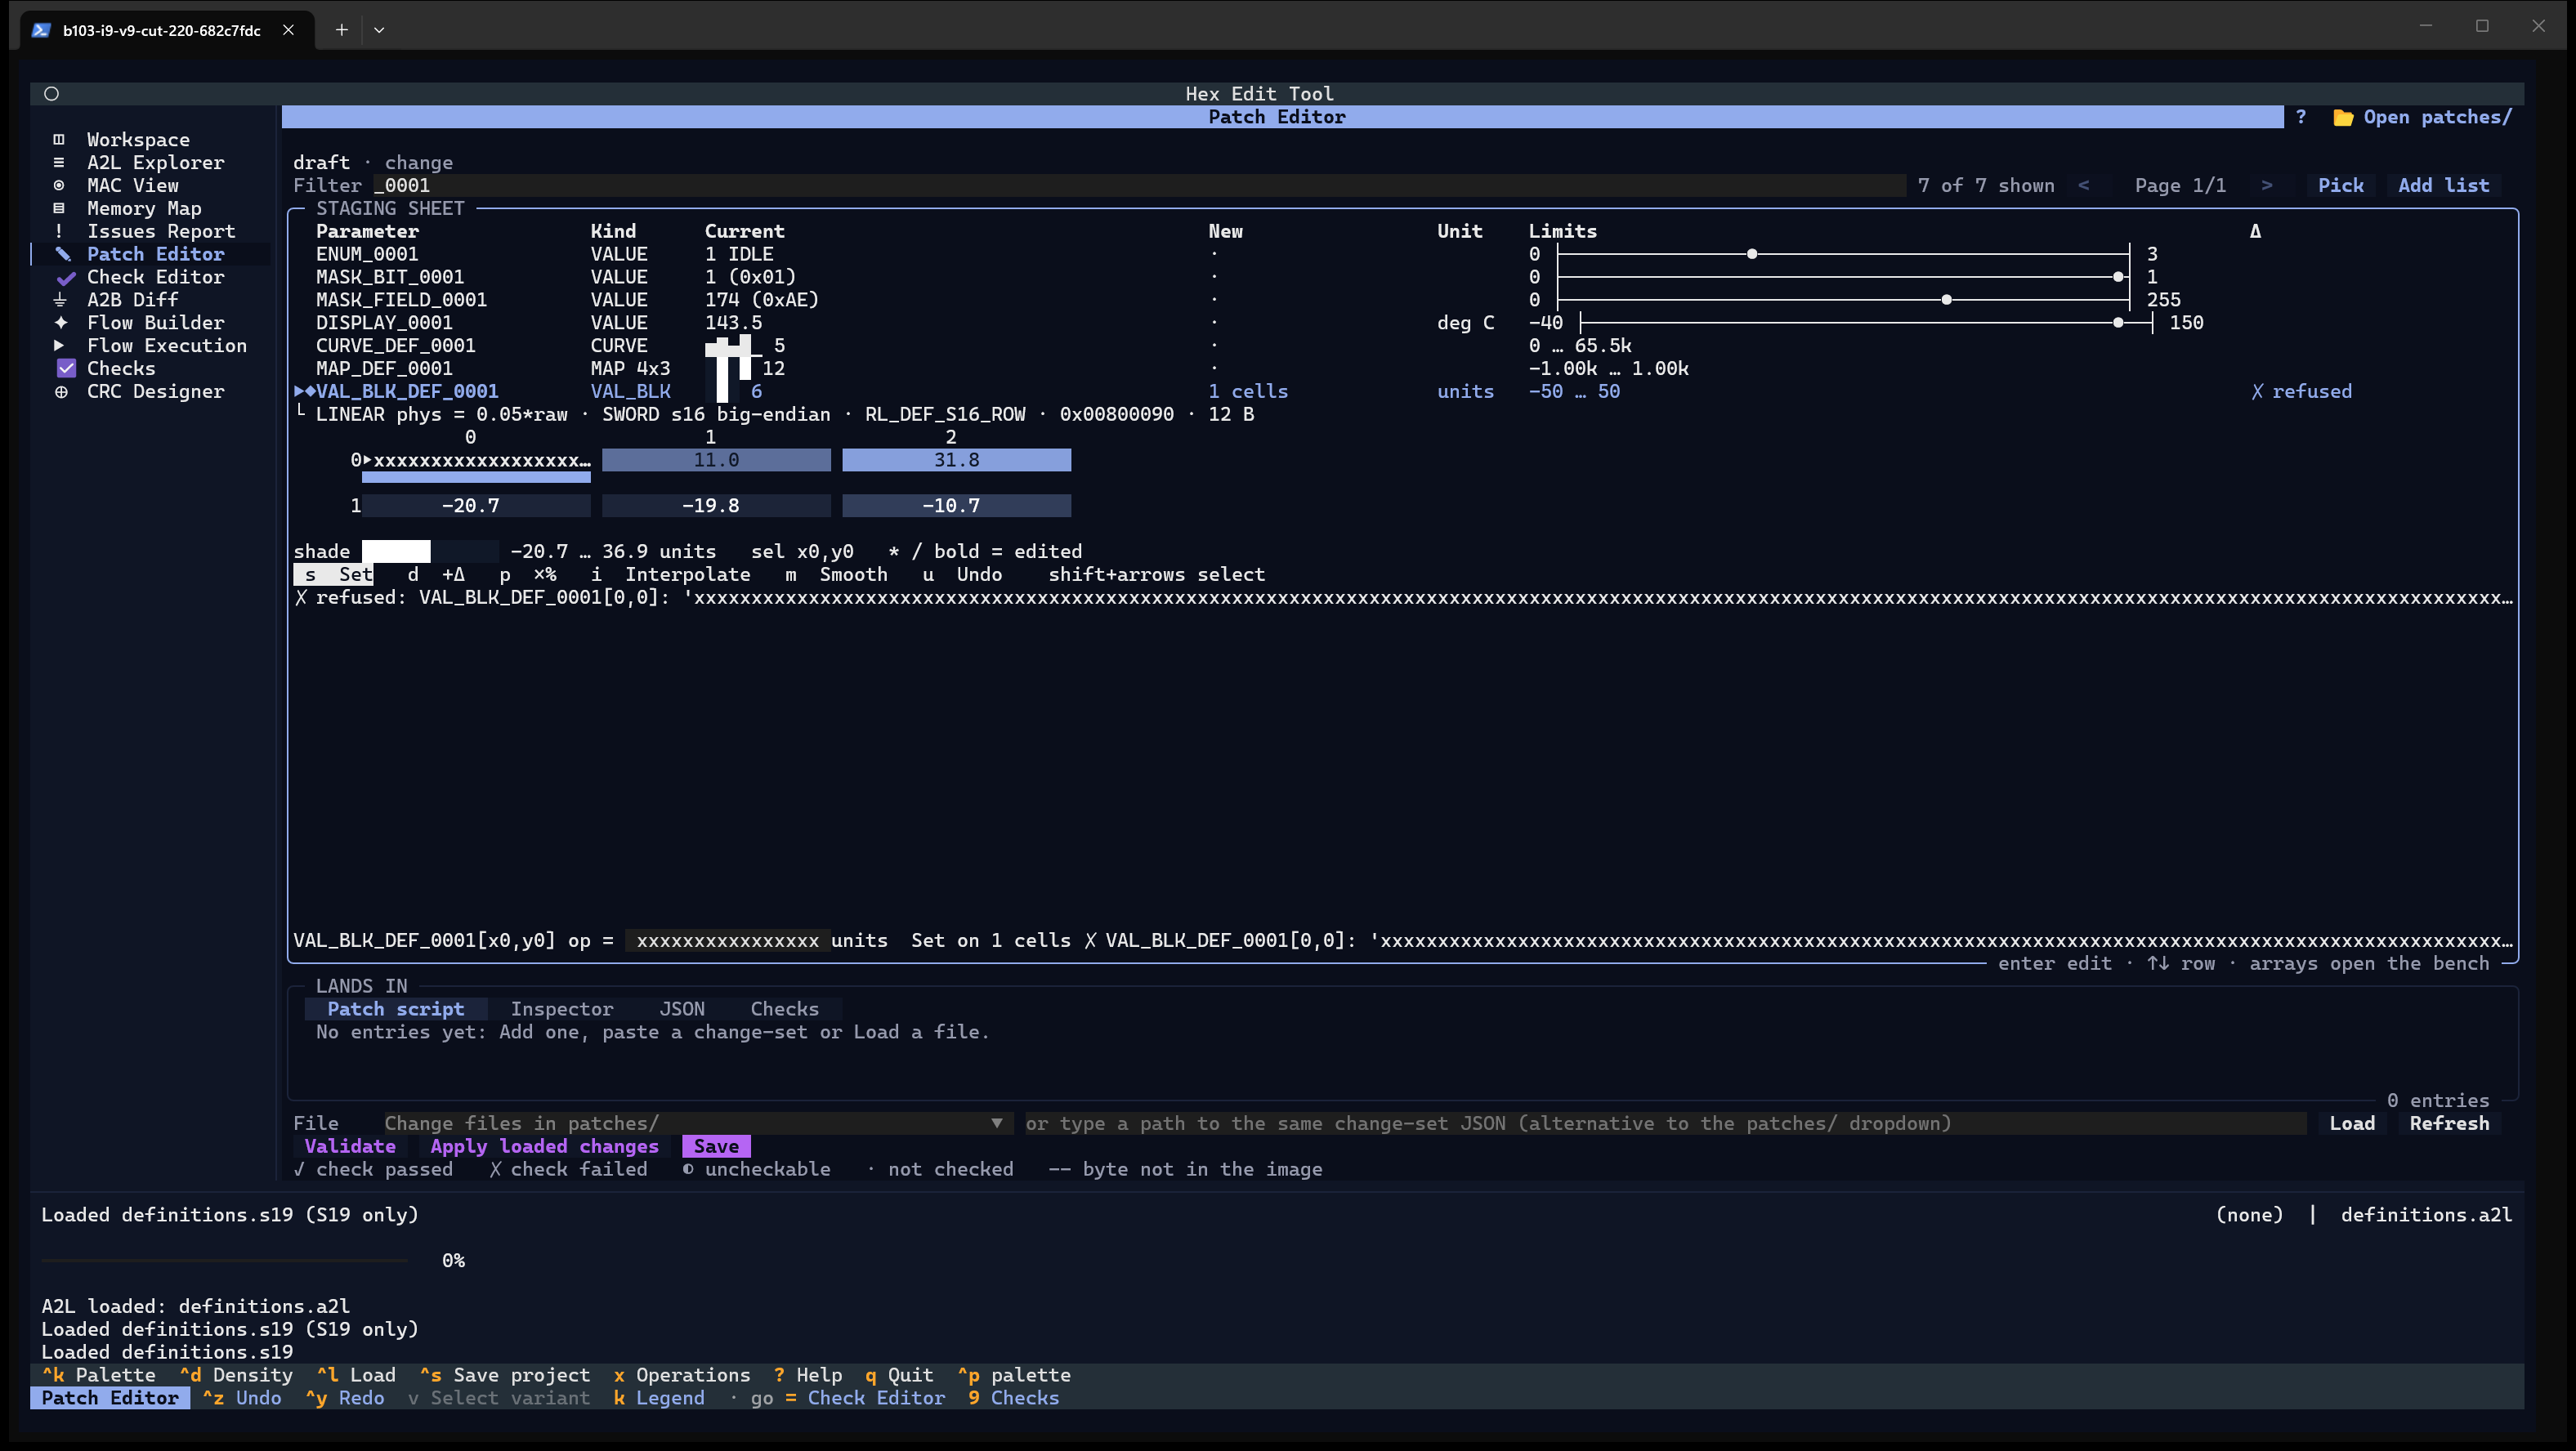 b103-i9-v9-cut-220-682c7fdc
Hex Edit Tool
Patch Editor ? Open patches/
Workspace
A2L Explorer
MAC View
Memory Map
! Issues Report
Patch Editor
Check Editor
A2B Diff
Flow Builder
Flow Execution
Checks
CRC Designer
draft · change
Filter _0001 7 of 7 shown < Page 1/1 > Pick Add list
STAGING SHEET
Parameter Kind Current New Unit Limits Δ
ENUM_0001 VALUE 1 IDLE · 0 3
MASK_BIT_0001 VALUE 1 (0x01) · 0 1
MASK_FIELD_0001 VALUE 174 (0xAE) · 0 255
DISPLAY_0001 VALUE 143.5 · deg C -40 150
CURVE_DEF_0001 CURVE 5 · 0 … 65.5k
MAP_DEF_0001 MAP 4x3 12 · -1.00k … 1.00k
▶◆VAL_BLK_DEF_0001 VAL_BLK 6 1 cells units -50 … 50 ✗ refused
└ LINEAR phys = 0.05*raw · SWORD s16 big-endian · RL_DEF_S16_ROW · 0x00800090 · 12 B
0 1 2
0▶xxxxxxxxxxxxxxxxxx… 11.0 31.8
1 -20.7 -19.8 -10.7
shade -20.7 … 36.9 units sel x0,y0 * / bold = edited
s Set d +Δ p ×% i Interpolate m Smooth u Undo shift+arrows select
✗ refused: VAL_BLK_DEF_0001[0,0]: 'xxxxxxxxxxxxxxxxxxxxxxxxxxxxxxxxxxxxxxxxxxxxxxxxxxxxxxxxxxxxxxxxxxxxxxxxxxxxxxxxxxxxxxxxxxxxxxxxxxxxxxxxxxxxxxxxxxxxxxxxxxxxxxxxxxxxxxxxxxxxxxxxxxxxxxxxxxxxxx…
VAL_BLK_DEF_0001[x0,y0] op = xxxxxxxxxxxxxxxx units Set on 1 cells ✗ VAL_BLK_DEF_0001[0,0]: 'xxxxxxxxxxxxxxxxxxxxxxxxxxxxxxxxxxxxxxxxxxxxxxxxxxxxxxxxxxxxxxxxxxxxxxxxxxxxxxxxxxxxxxxxxxxxxxxxxx…
enter edit · ↑↓ row · arrays open the bench
LANDS IN
Patch script Inspector JSON Checks
No entries yet: Add one, paste a change-set or Load a file.
0 entries
File Change files in patches/ ▼ or type a path to the same change-set JSON (alternative to the patches/ dropdown) Load Refresh
Validate Apply loaded changes Save
✓ check passed ✗ check failed ◐ uncheckable · not checked -- byte not in the image
Loaded definitions.s19 (S19 only) (none) | definitions.a2l
0%
A2L loaded: definitions.a2l
Loaded definitions.s19 (S19 only)
Loaded definitions.s19
^k Palette ^d Density ^l Load ^s Save project x Operations ? Help q Quit ^p palette
Patch Editor ^z Undo ^y Redo v Select variant k Legend · go = Check Editor 9 Checks